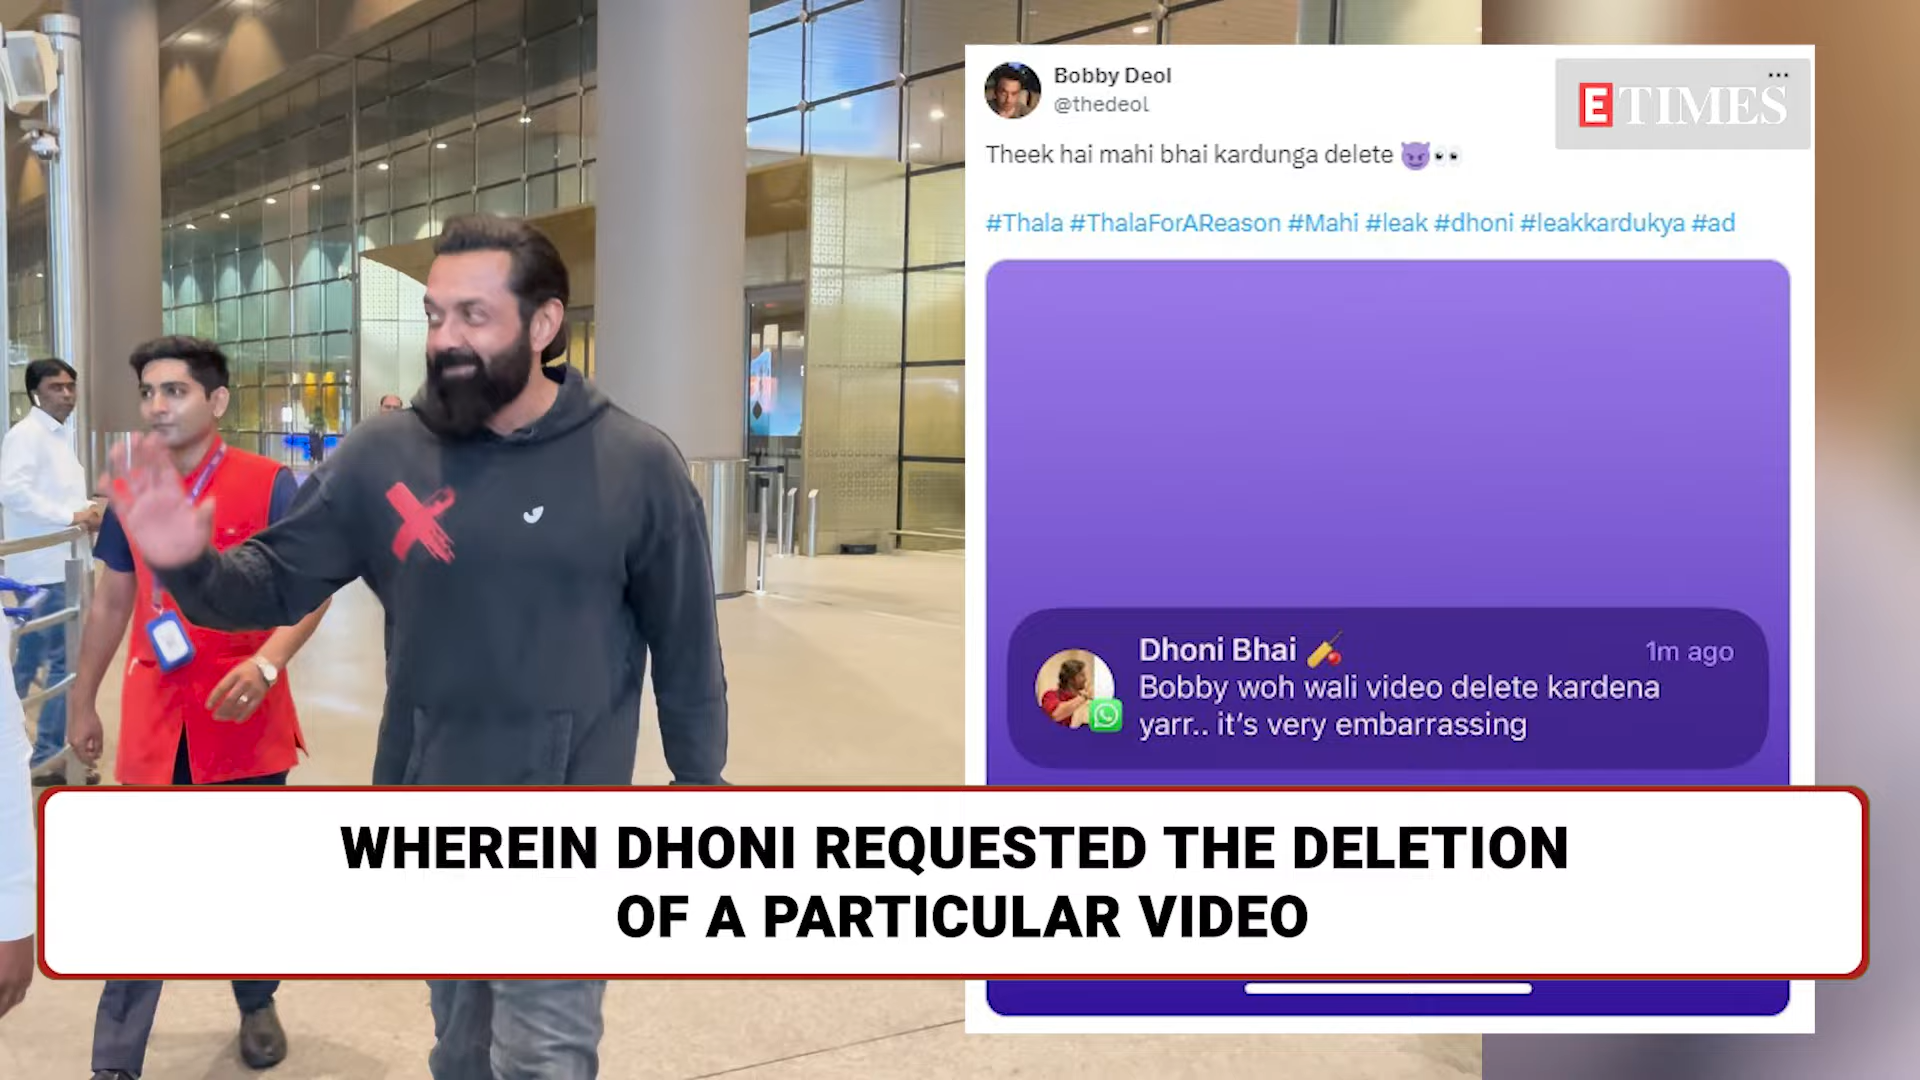 Bobby Deol
@thedeol
ETIMES
Theek hai mahi bhai kardunga delete 😈👀
#Thala #ThalaForAReason #Mahi #leak #dhoni #leakkardukya #ad
Dhoni Bhai 🏏
1m ago
Bobby woh wali video delete kardena
yarr.. it's very embarrassing
WHEREIN DHONI REQUESTED THE DELETION
OF A PARTICULAR VIDEO